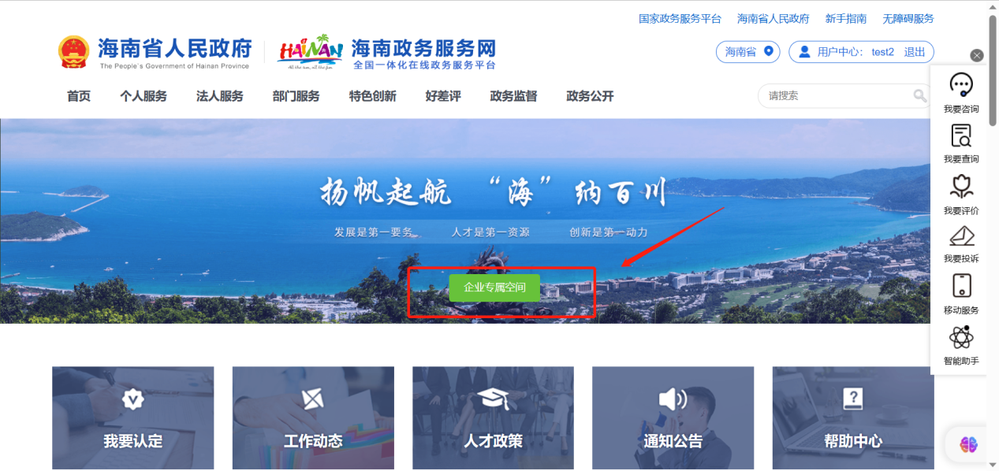 国家政务服务平台 海南省人民政府 新手指南 无障碍服务
海南省人民政府
The People's Government of Hainan Province
HAINAN
海南政务服务网
全国一体化在线政务服务平台
海南省
用户中心： test2 退出
首页 个人服务 法人服务 部门服务 特色创新 好差评 政务监督 政务公开
请搜索
扬帆起航 “海”纳百川
发展是第一要务 人才是第一资源 创新是第一动力
企业专属空间
我要认定 工作动态 人才政策 通知公告 帮助中心
我要咨询
我要查询
我要评价
我要投诉
移动服务
智能助手